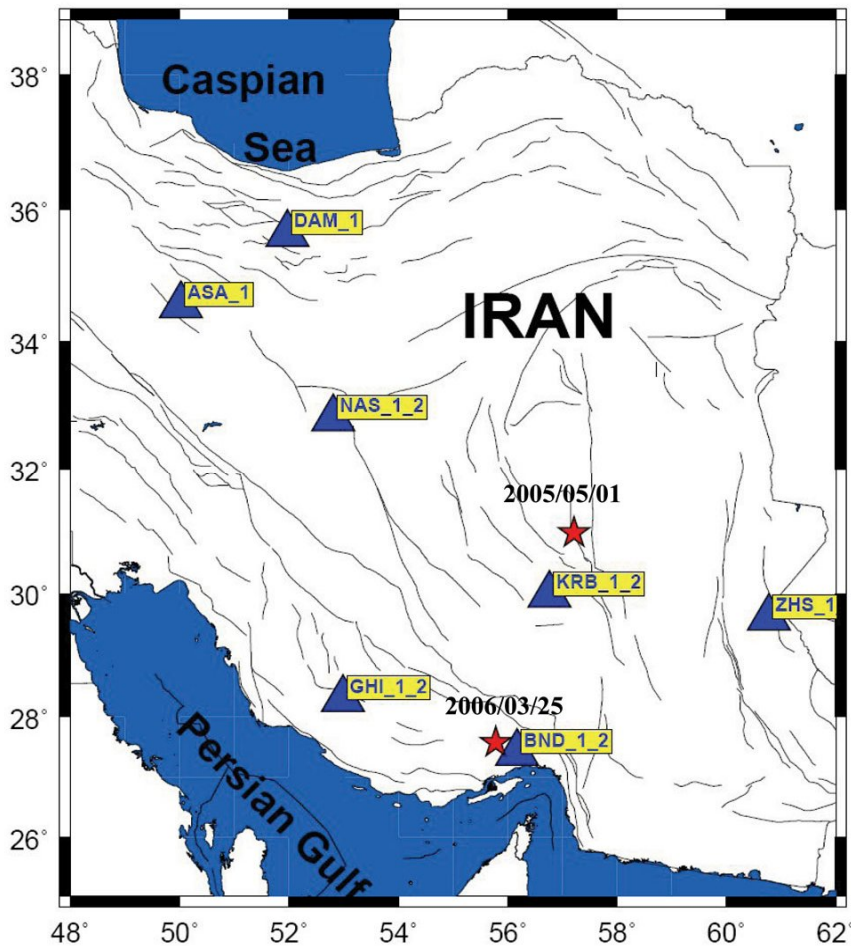 38°
Caspian
Sea
36°
DAM_1
ASA_1
IRAN
34°
NAS_1_2
32°
2005/05/01
30°
KRB_1_2
ZHS_1
GHI_1_2
2006/03/25
28°
BND_1_2
Persian Gulf
26°
48° 50° 52° 54° 56° 58° 60° 62°